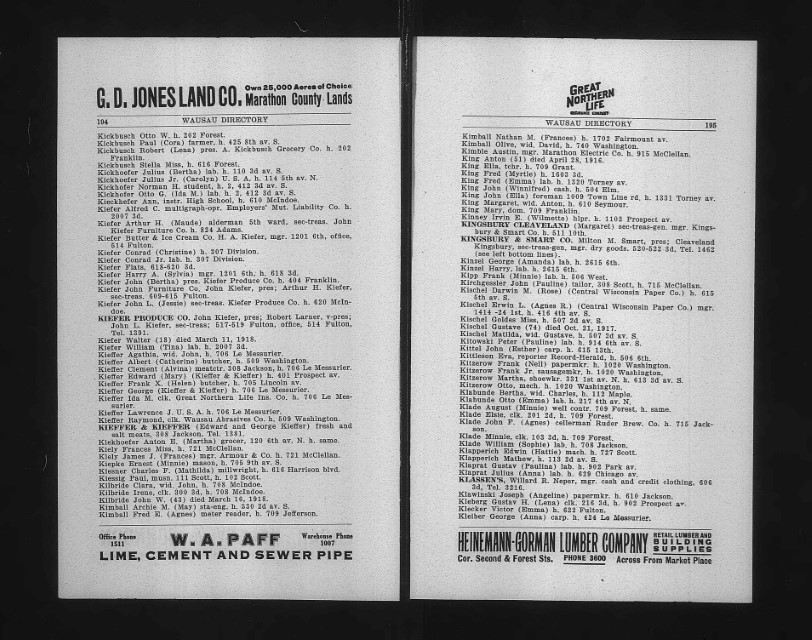 G. D. JONES LAND CO. Own 25,000 Acres of Choice
Marathon County Lands
194 WAUSAU DIRECTORY
Kickbusch Otto W. h. 202 Forest.
Kickbusch Paul (Cora) farmer, h. 425 8th av. S.
Kickbusch Robert (Lena) pres. A. Kickbusch Grocery Co. h. 202
Franklin.
Kickbusch Stella Miss, h. 616 Forest.
Kickhoefer Julius (Bertha) lab. h. 110 3d av. S.
Kickhoefer Julius Jr. (Carolyn) U. S. A. h. 114 5th av. N.
Kickhofer Norman H. student, h. 2, 412 3d av. S.
Kickhofer Otto G. (Ida M.) lab. h. 2, 412 3d av. S.
Kieckhefer Ann, instr. High School, h. 610 McIndoe.
Kiefer Alfred C. multigraph-opr. Employers' Mut. Liability Co. h.
2007 3d.
Kiefer Arthur H. (Maude) alderman 5th ward, sec-treas. John
Kiefer Furniture Co. h. 824 Adams.
Kiefer Butter & Ice Cream Co. H. A. Kiefer, mgr. 1201 6th, office,
514 Fulton.
Kiefer Conrad (Christine) h. 307 Division.
Kiefer Conrad Jr. lab. h. 307 Division.
Kiefer Flats, 618-620 3d.
Kiefer Harry A. (Sylvia) mgr. 1201 6th, h. 618 3d.
Kiefer John (Bertha) pres. Kiefer Produce Co. h. 404 Franklin.
Kiefer John Furniture Co. John Kiefer, pres; Arthur H. Kiefer,
sec-treas. 609-615 Fulton.
Kiefer John L. (Jessie) sec-treas. Kiefer Produce Co. h. 620 McIn-
doe.
KIEFER PRODUCE CO. John Kiefer, pres; Robert Larner, v-pres;
John L. Kiefer, sec-treas; 517-519 Fulton, office, 514 Fulton,
Tel. 1391.
Kiefer Walter (18) died March 11, 1918.
Kiefer William (Tina) lab. h. 2007 3d.
Kieffer Agathia, wid. John, h. 706 Le Messurier.
Kieffer Albert (Catherine) butcher, h. 509 Washington.
Kieffer Clement (Alvina) meatctr. 308 Jackson, h. 706 Le Messurier.
Kieffer Edward (Mary) (Kieffer & Kieffer) h. 401 Prospect av.
Kieffer Frank X. (Helen) butcher, h. 705 Lincoln av.
Kieffer George (Kieffer & Kieffer) h. 706 Le Messurier.
Kieffer Ida M. clk. Great Northern Life Ins. Co. h. 706 Le Mes-
surier.
Kieffer Lawrence J. U. S. A. h. 706 Le Messurier.
Kieffer Raymond, clk. Wausau Abrasives Co. h. 509 Washington.
KIEFFER & KIEFFER (Edward and George Kieffer) fresh and
salt meats, 308 Jackson. Tel. 1381.
Kiekhoefer Anton E. (Martha) grocer, 120 6th av. N. h. same.
Kiely Frances Miss, h. 721 McClellan.
Kiely James J. (Frances) mgr. Armour & Co. h. 721 McClellan.
Kiepke Ernest (Minnie) mason, h. 705 9th av. S.
Kiesner Charles F. (Mathilda) millwright, h. 616 Harrison blvd.
Kiessig Paul, musn. 111 Scott, h. 102 Scott.
Kilbride Clara, wid. John, h. 708 McIndoe.
Kilbride Irene, clk. 300 3d, h. 708 McIndoe.
Kilbride John W. (43) died March 16, 1918.
Kimball Archie M. (May) sta-eng. h. 530 2d av. S.
Kimball Fred E. (Agnes) meter reader, h. 709 Jefferson.
Office Phone
1511
W. A. PAFF
Warehouse Phone
1007
LIME, CEMENT AND SEWER PIPE
GREAT
NORTHERN
LIFE
WAUSAU DIRECTORY 195
Kimball Nathan M. (Frances) h. 1702 Fairmount av.
Kimball Olive, wid. David, h. 740 Washington.
Kimble Austin, mgr. Marathon Electric Co. h. 915 McClellan.
King Anton (51) died April 28, 1916.
King Ella, tchr. h. 709 Grant.
King Fred (Myrtle) h. 1503 3d.
King Fred (Emma) lab. h. 1320 Torney av.
King John (Winnifred) cash. h. 504 Elm.
King John (Ella) foreman 1009 Town Line rd, h. 1331 Torney av.
King Margaret, wid. Anton, h. 610 Seymour.
King Mary, dom. 709 Franklin.
Kinney Irvin E. (Wilmette) hlpr. h. 1102 Prospect av.
KINGSBURY CLEAVELAND (Margaret) sec-treas-gen. mgr. Kings-
bury & Smart Co. h. 511 10th.
KINGSBURY & SMART CO. Milton M. Smart, pres; Cleaveland
Kingsbury, sec-treas-gen, mgr. dry goods. 520-522 3d, Tel. 1462
(see left bottom lines).
Kinzel George (Amanda) lab. h. 2615 6th.
Kinzel Harry, lab. h. 2615 6th.
Kipp Frank (Minnie) lab. h. 506 West.
Kirchgessler John (Pauline) tailor, 308 Scott, h. 715 McClellan.
Kischel Darwin M. (Rose) (Central Wisconsin Paper Co.) h. 615
5th av. S.
Kischel Erwin L. (Agnes R.) (Central Wisconsin Paper Co.) mgr.
1414-24 1st, h. 416 4th av. S.
Kischel Goldes Miss, h. 507 2d av. S.
Kischel Gustave (74) died Oct. 31, 1917.
Kischel Matilda, wid. Gustave, h. 507 2d av. S.
Kitowski Peter (Pauline) lab. h. 914 6th av. S.
Kittel John (Esther) carp. h. 415 13th.
Kittleson Eva, reporter Record-Herald, h. 506 6th.
Kitzerow Frank (Nell) papermkr. h. 1020 Washington.
Kitzerow Frank Jr. sausagemkr. h. 1020 Washington.
Kitzerow Martha, shoewkr. 221 1st av. N. h. 613 3d av. S.
Kitzerow Otto, menh. h. 1020 Washington.
Klabunde Bertha, wid. Charles, h. 112 Maple.
Klabunde Otto (Emma) lab. h. 217 4th av. N.
Klade August (Minnie) well contr. 709 Forest, h. same.
Klade Elsie, clk. 201 2d, h. 709 Forest.
Klade John F. (Agnes) cellerman Ruder Brew. Co. h. 715 Jack-
son.
Klade Minnie, clk. 103 3d, h. 709 Forest.
Klade William (Sophie) lab. h. 708 Jackson.
Klapperich Edwin (Hattie) mach. h. 727 Scott.
Klapperich Mathew, h. 113 2d av. S.
Klaprat Gustav (Paulina) lab. h. 902 Park av.
Klaprat Julius (Anna) lab. h. 629 Chicago av.
KLASSEN'S, Willard R. Neper, mgr. cash and credit clothing, 606
3d, Tel. 3216.
Klawinski Joseph (Angeline) papermkr. h. 610 Jackson.
Kleberg Gustav H. (Lena) clk. 216 3d, h. 902 Prospect av.
Klecker Victor (Emma) h. 622 Fulton.
Kleiber George (Anna) carp. h. 424 Le Messurier.
HEINEMANN-GORMAN LUMBER COMPANY RETAIL LUMBER AND
BUILDING
SUPPLIES
Cor. Second & Forest Sts. PHONE 3600 Across From Market Place